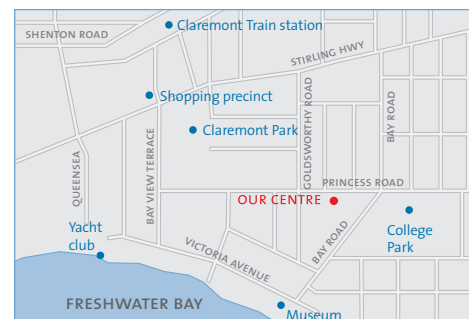 Claremont Train station
SHENTON ROAD
STIRLING HWY
Shopping precinct
GOLDSWORTHY ROAD
BAY ROAD
Claremont Park
QUEENSEA
BAY VIEW TERRACE
PRINCESS ROAD
OUR CENTRE
BAY ROAD
Yacht
club
College
Park
VICTORIA AVENUE
FRESHWATER BAY
Museum